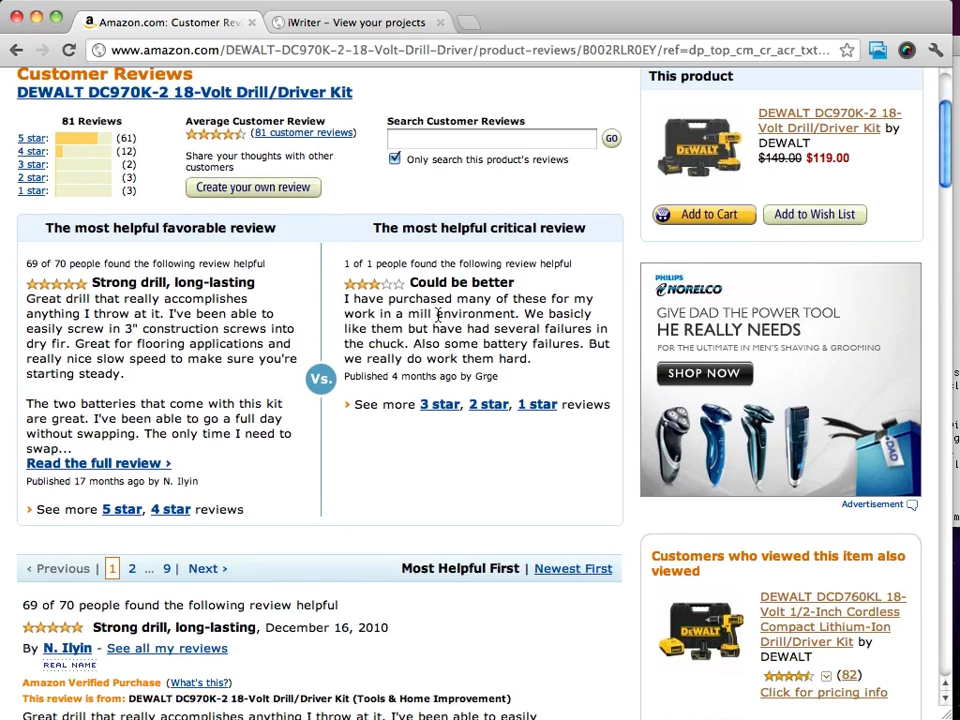 Amazon.com: Customer Rev
iWriter - View your projects
www.amazon.com/DEWALT-DC970K-2-18-Volt-Drill-Driver/product-reviews/B002RLR0EY/ref=dp_top_cm_cr_acr_txt...
Customer Reviews
DEWALT DC970K-2 18-Volt Drill/Driver Kit
81 Reviews
5 star: (61)
4 star: (12)
3 star: (2)
2 star: (3)
1 star: (3)
Average Customer Review
(81 customer reviews)
Share your thoughts with other
customers
Create your own review
Search Customer Reviews
GO
Only search this product's reviews
The most helpful favorable review
69 of 70 people found the following review helpful
Strong drill, long-lasting
Great drill that really accomplishes
anything I throw at it. I've been able to
easily screw in 3" construction screws into
dry fir. Great for flooring applications and
really nice slow speed to make sure you're
starting steady.
The two batteries that come with this kit
are great. I've been able to go a full day
without swapping. The only time I need to
swap...
Read the full review ›
Published 17 months ago by N. Ilyin
› See more 5 star, 4 star reviews
Vs.
The most helpful critical review
1 of 1 people found the following review helpful
Could be better
I have purchased many of these for my
work in a mill environment. We basicly
like them but have had several failures in
the chuck. Also some battery failures. But
we really do work them hard.
Published 4 months ago by Grge
› See more 3 star, 2 star, 1 star reviews
‹ Previous | 1 2 ... 9 | Next ›
Most Helpful First | Newest First
69 of 70 people found the following review helpful
Strong drill, long-lasting, December 16, 2010
By N. Ilyin - See all my reviews
REAL NAME
Amazon Verified Purchase (What's this?)
This review is from: DEWALT DC970K-2 18-Volt Drill/Driver Kit (Tools & Home Improvement)
Great drill that really accomplishes anything I throw at it. I've been able to easily
This product
DEWALT DC970K-2 18-
Volt Drill/Driver Kit by
DEWALT
$149.00 $119.00
Add to Cart
Add to Wish List
PHILIPS
NORELCO
GIVE DAD THE POWER TOOL
HE REALLY NEEDS
FOR THE ULTIMATE IN MEN'S SHAVING & GROOMING
SHOP NOW
DAD
Advertisement
Customers who viewed this item also
viewed
DEWALT
DEWALT DCD760KL 18-
Volt 1/2-Inch Cordless
Compact Lithium-Ion
Drill/Driver Kit by
DEWALT
(82)
Click for pricing info